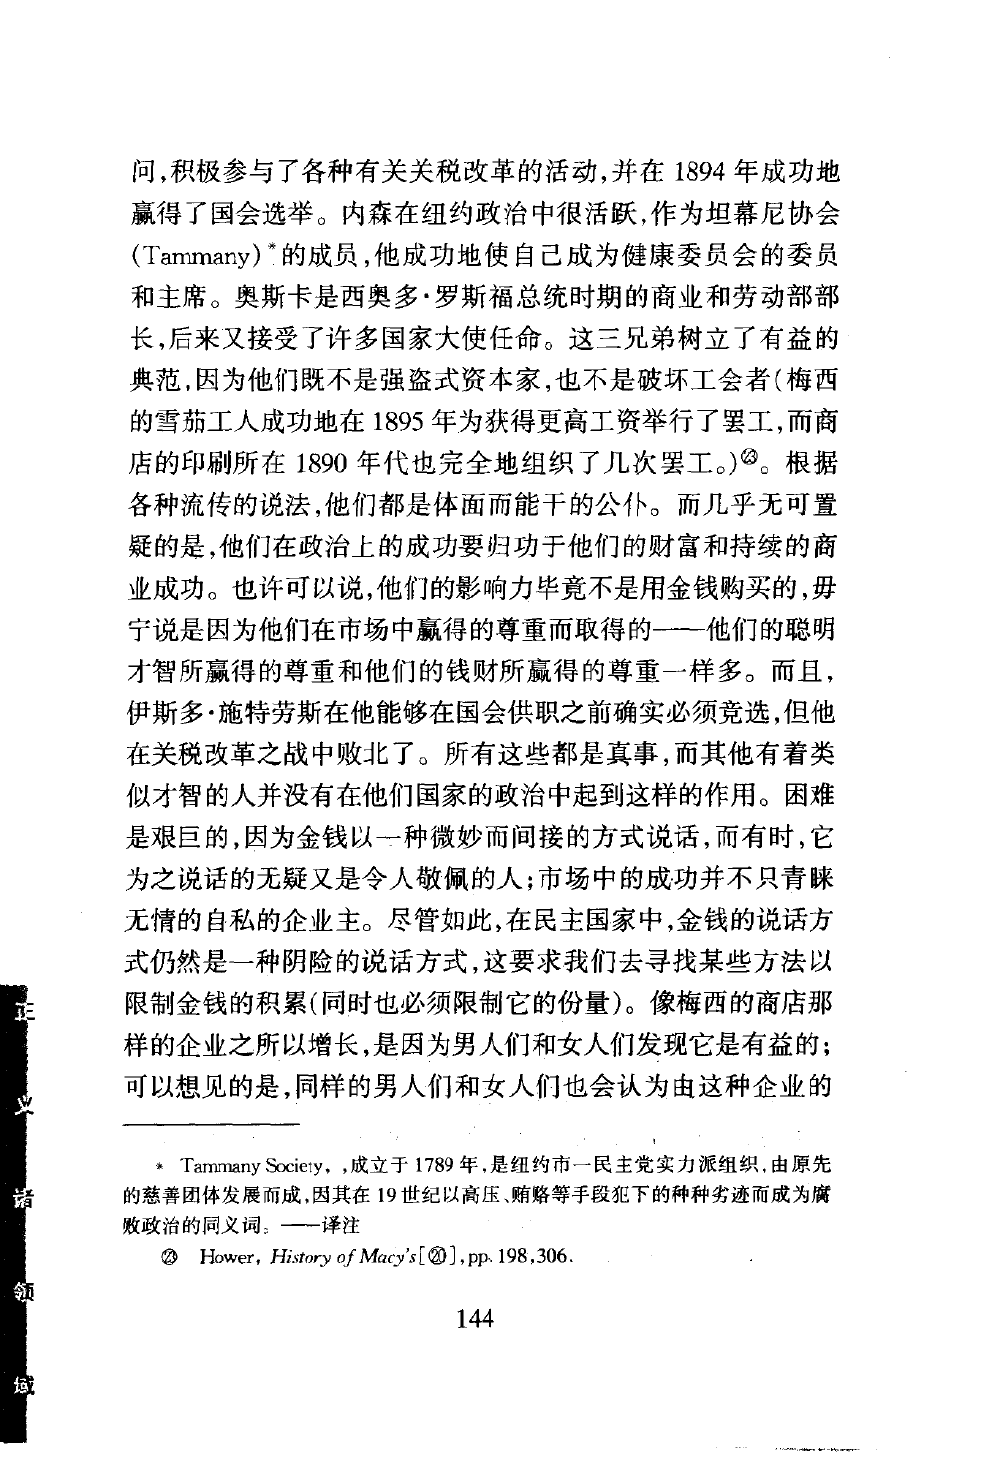 问,积极参与了各种有关关税改革的活动,并在 1894 年成功地
赢得了国会选举。内森在纽约政治中很活跃,作为坦幕尼协会
(Tammany)*的成员,他成功地使自己成为健康委员会的委员
和主席。奥斯卡是西奥多·罗斯福总统时期的商业和劳动部部
长,后来又接受了许多国家大使任命。这三兄弟树立了有益的
典范,因为他们既不是强盗式资本家,也不是破坏工会者(梅西
的雪茄工人成功地在 1895 年为获得更高工资举行了罢工,而商
店的印刷所在 1890 年代也完全地组织了几次罢工。)㉓。根据
各种流传的说法,他们都是体面而能干的公仆。而几乎无可置
疑的是,他们在政治上的成功要归功于他们的财富和持续的商
业成功。也许可以说,他们的影响力毕竟不是用金钱购买的,毋
宁说是因为他们在市场中赢得的尊重而取得的——他们的聪明
才智所赢得的尊重和他们的钱财所赢得的尊重一样多。而且,
伊斯多·施特劳斯在他能够在国会供职之前确实必须竞选,但他
在关税改革之战中败北了。所有这些都是真事,而其他有着类
似才智的人并没有在他们国家的政治中起到这样的作用。困难
是艰巨的,因为金钱以一种微妙而间接的方式说话,而有时,它
为之说话的无疑又是令人敬佩的人;市场中的成功并不只青睐
无情的自私的企业主。尽管如此,在民主国家中,金钱的说话方
式仍然是一种阴险的说话方式,这要求我们去寻找某些方法以
限制金钱的积累(同时也必须限制它的份量)。像梅西的商店那
样的企业之所以增长,是因为男人们和女人们发现它是有益的;
可以想见的是,同样的男人们和女人们也会认为由这种企业的
* Tammany Society, ,成立于 1789 年,是纽约市一民主党实力派组织,由原先
的慈善团体发展而成,因其在 19 世纪以高压、贿赂等手段犯下的种种劣迹而成为腐
败政治的同义词。——译注
㉓ Hower, History of Macy's[⑳],pp. 198,306.
144
正
义
诸
领
域